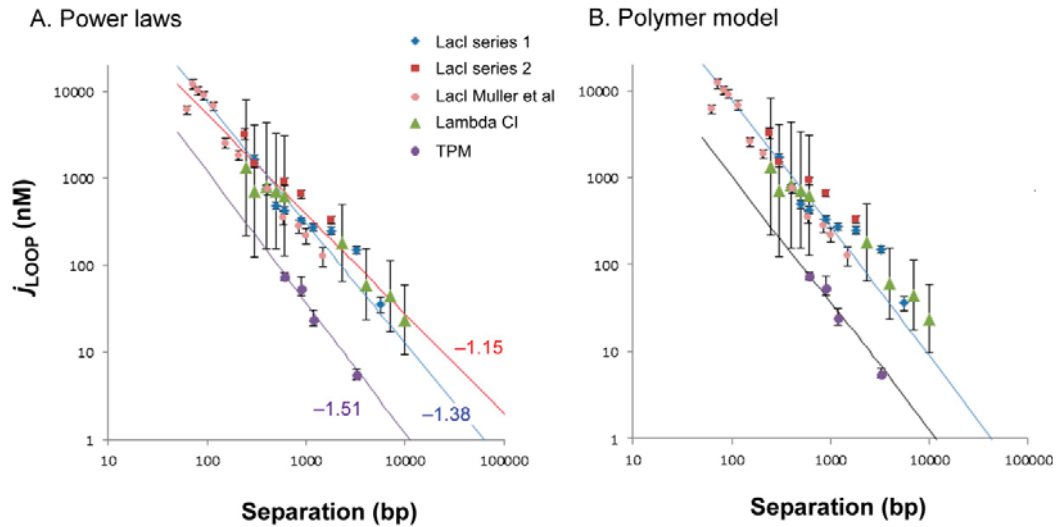 A. Power laws
B. Polymer model
LacI series 1
LacI series 2
LacI Muller et al
Lambda CI
TPM
jLOOP (nM)
10000
1000
100
10
1
10
100
1000
10000
100000
−1.15
−1.38
−1.51
Separation (bp)
10000
1000
100
10
1
10
100
1000
10000
100000
Separation (bp)